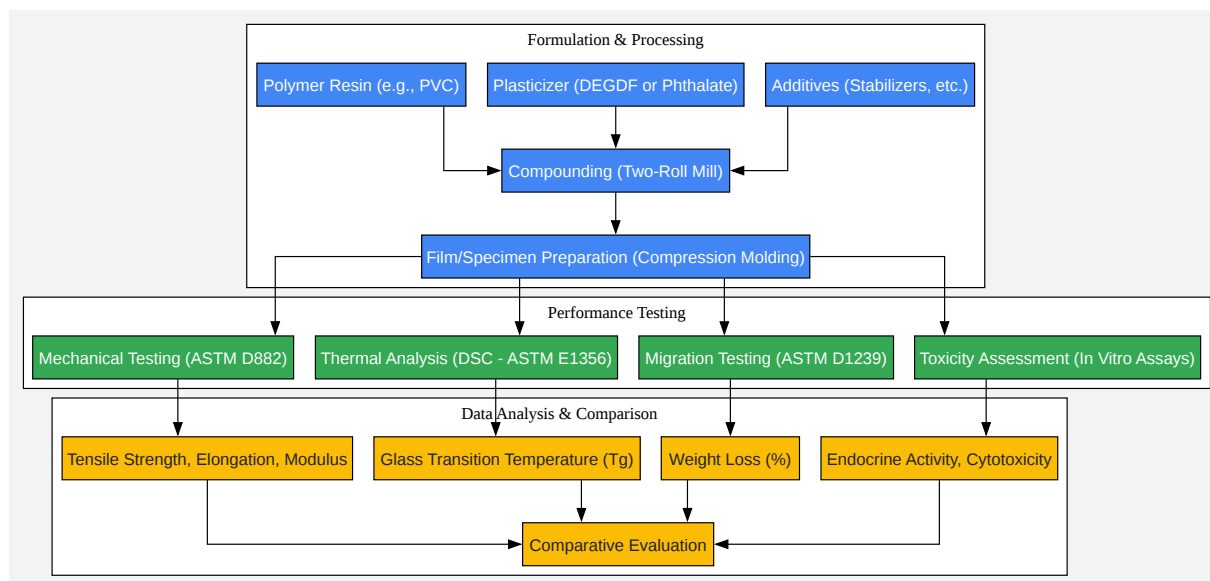 Formulation & Processing
Polymer Resin (e.g., PVC)
Plasticizer (DEGDF or Phthalate)
Additives (Stabilizers, etc.)
Compounding (Two-Roll Mill)
Film/Specimen Preparation (Compression Molding)
Performance Testing
Mechanical Testing (ASTM D882)
Thermal Analysis (DSC - ASTM E1356)
Migration Testing (ASTM D1239)
Toxicity Assessment (In Vitro Assays)
Data Analysis & Comparison
Tensile Strength, Elongation, Modulus
Glass Transition Temperature (Tg)
Weight Loss (%)
Endocrine Activity, Cytotoxicity
Comparative Evaluation